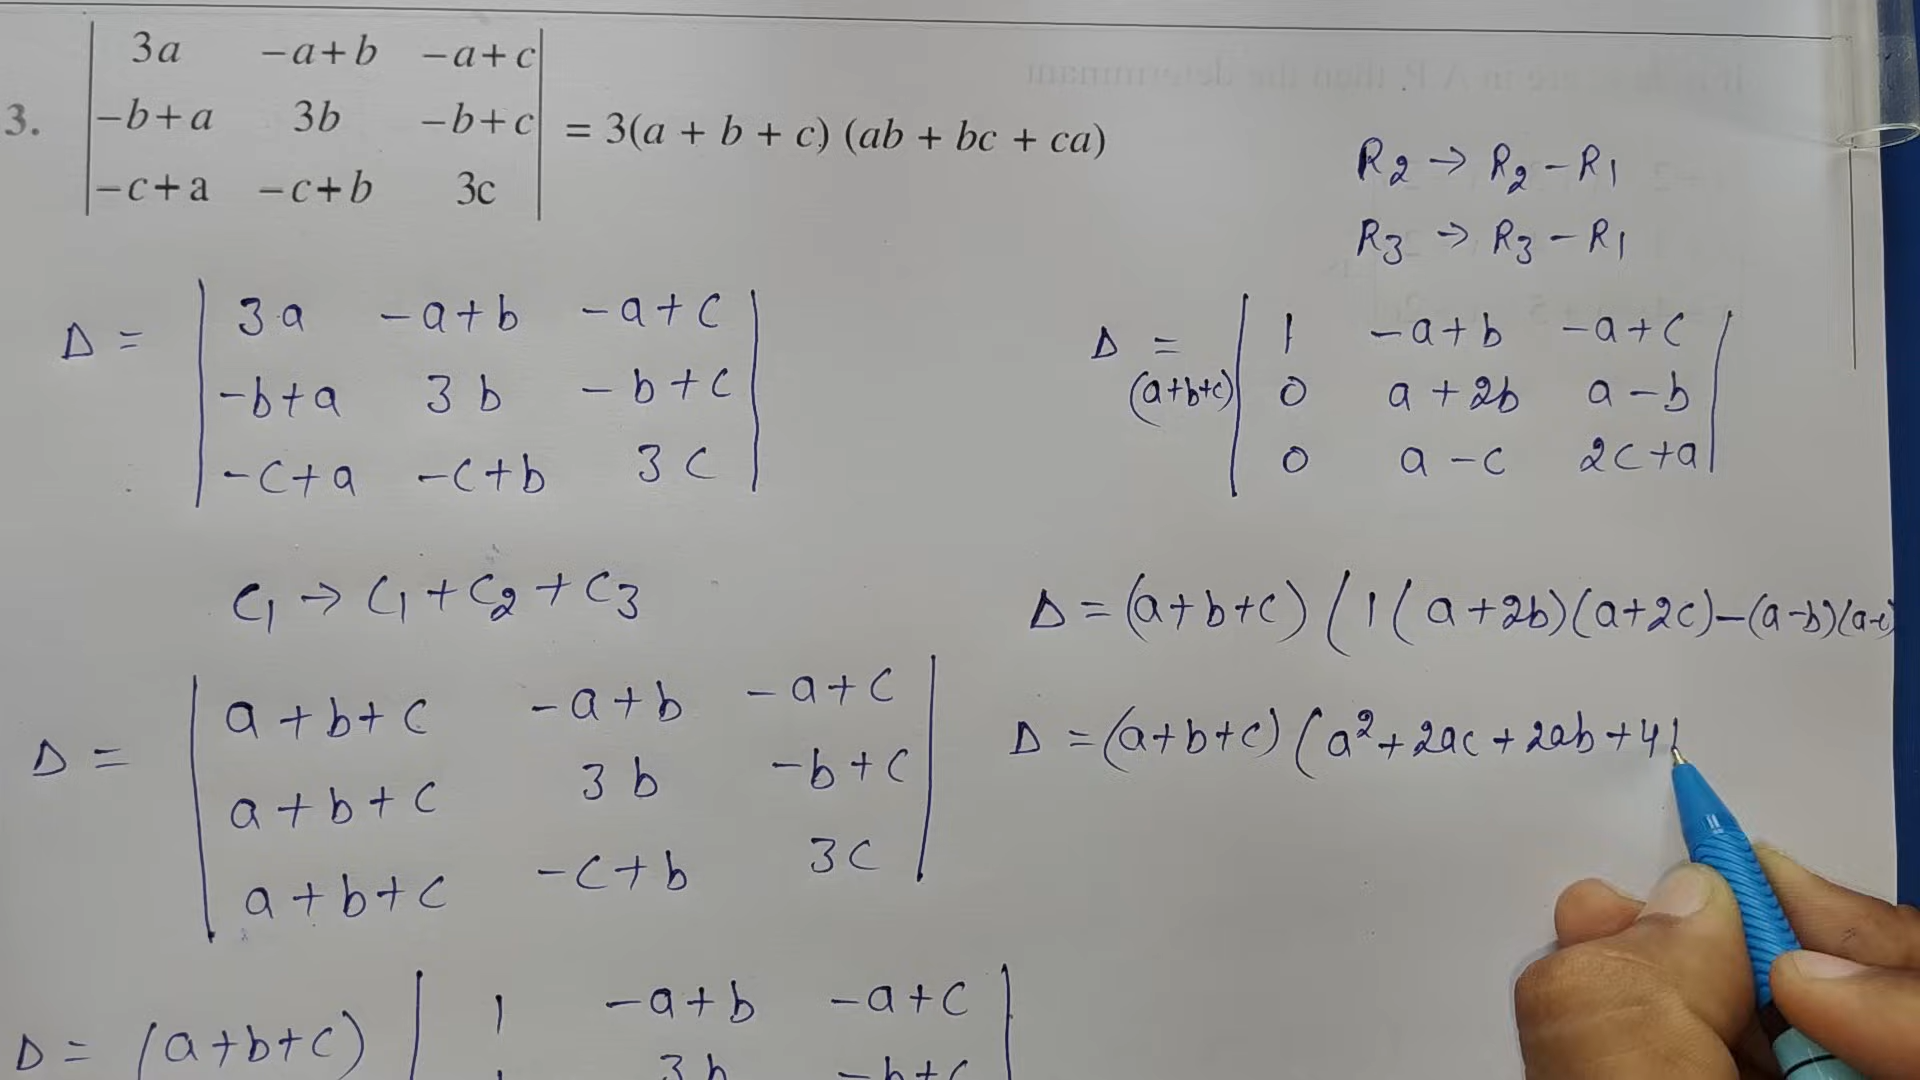 3. | 3a −a+b −a+c |
| −b+a 3b −b+c | = 3(a + b + c) (ab + bc + ca)
| −c+a −c+b 3c |
Δ = | 3a −a+b −a+c |
| −b+a 3b −b+c |
| −c+a −c+b 3c |
C1 → C1 + C2 + C3
Δ = | a+b+c −a+b −a+c |
| a+b+c 3b −b+c |
| a+b+c −c+b 3c |
Δ = (a+b+c) | 1 −a+b −a+c |
3b −b+c
R2 → R2 − R1
R3 → R3 − R1
Δ = | 1 −a+b −a+c |
(a+b+c) | 0 a+2b a−b |
| 0 a−c 2c+a |
Δ = (a+b+c) (1(a+2b)(a+2c)−(a−b)(a−c)
Δ = (a+b+c) (a²+2ac+2ab+4